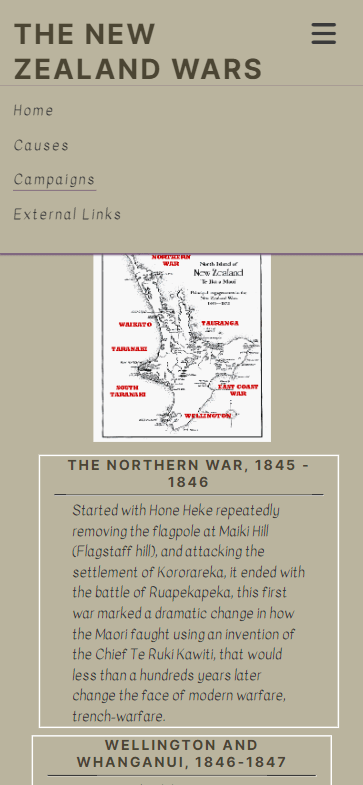 THE NEW
ZEALAND WARS
Home
Causes
Campaigns
External Links
NORTHERN
WAR
North Island of
New Zealand
Te Ika a Maui
Principal engagements in the
New Zealand Wars
WAIKATO
TAURANGA
TARANAKI
SOUTH
TARANAKI
EAST COAST
WAR
WELLINGTON
THE NORTHERN WAR, 1845 -
1846
Started with Hone Heke repeatedly
removing the flagpole at Maiki Hill
(Flagstaff hill), and attacking the
settlement of Kororareka, it ended with
the battle of Ruapekapeka, this first
war marked a dramatic change in how
the Maori faught using an invention of
the Chief Te Ruki Kawiti, that would
less than a hundreds years later
change the face of modern warfare,
trench-warfare.
WELLINGTON AND
WHANGANUI, 1846-1847